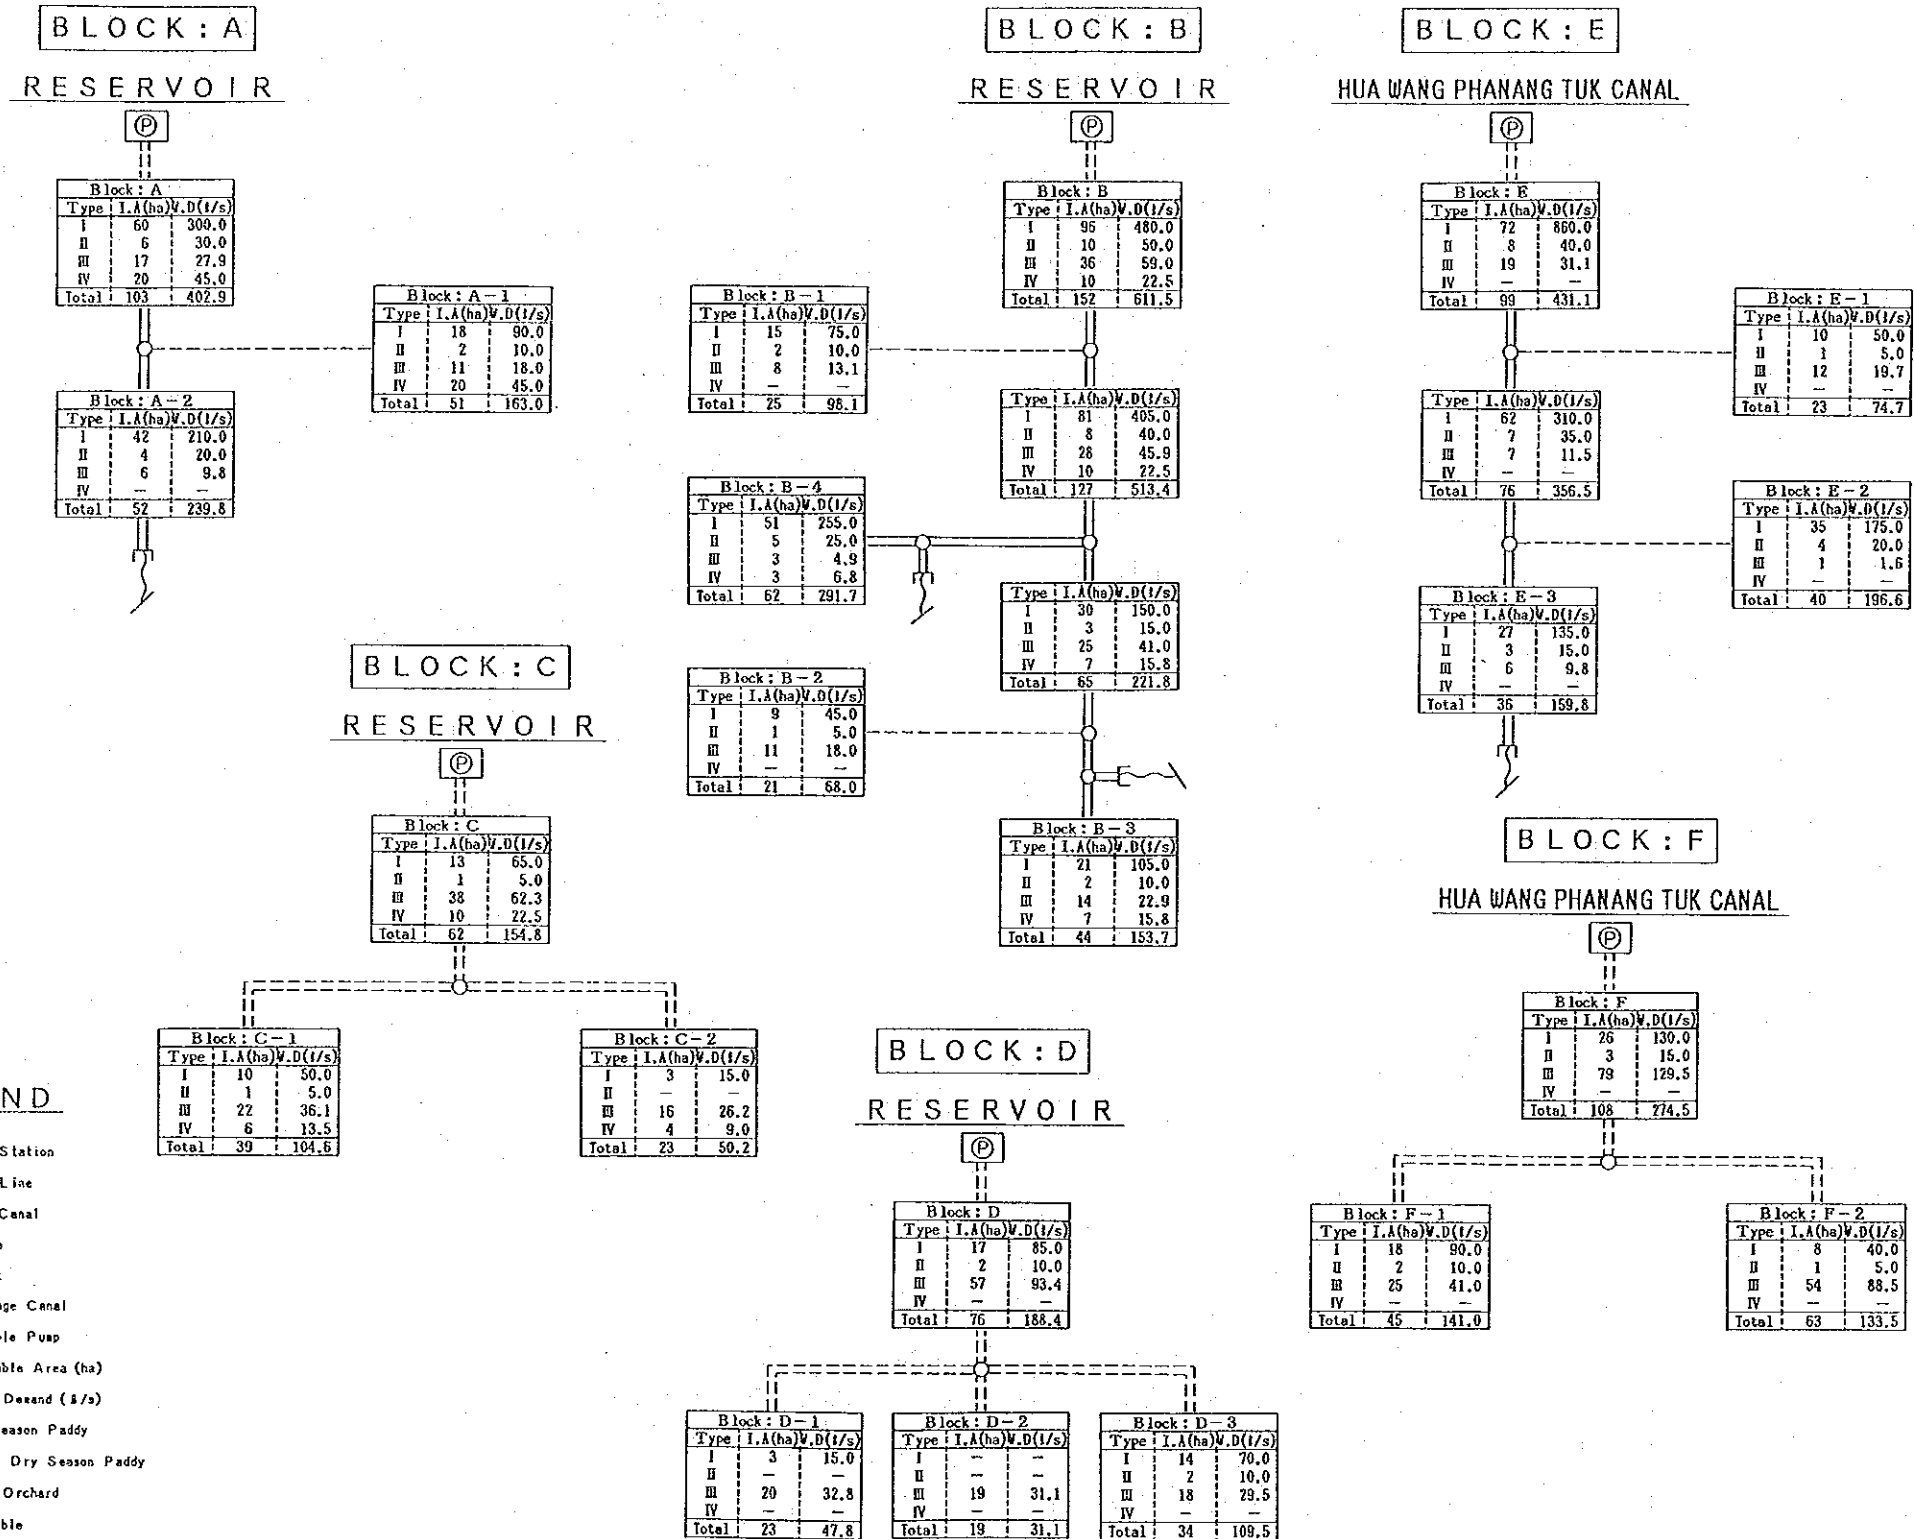 BLOCK: A
RESERVOIR
P
Block: A
Type I.A(ha) W.D(l/s)
I 60 300.0
II 6 30.0
III 17 27.9
IV 20 45.0
Total 103 402.9
Block: A-1
Type I.A(ha) W.D(l/s)
I 18 90.0
II 2 10.0
III 11 18.0
IV 20 45.0
Total 51 163.0
Block: A-2
Type I.A(ha) W.D(l/s)
I 42 210.0
II 4 20.0
III 6 9.8
IV — —
Total 52 239.8
BLOCK: B
RESERVOIR
P
Block: B
Type I.A(ha) W.D(l/s)
I 96 480.0
II 10 50.0
III 36 59.0
IV 10 22.5
Total 152 611.5
Block: B-1
Type I.A(ha) W.D(l/s)
I 15 75.0
II 2 10.0
III 8 13.1
IV — —
Total 25 98.1
Type I.A(ha) W.D(l/s)
I 81 405.0
II 8 40.0
III 28 45.9
IV 10 22.5
Total 127 513.4
Block: B-4
Type I.A(ha) W.D(l/s)
I 51 255.0
II 5 25.0
III 3 4.9
IV 3 6.8
Total 62 291.7
Type I.A(ha) W.D(l/s)
I 30 150.0
II 3 15.0
III 25 41.0
IV 7 15.8
Total 65 221.8
Block: B-2
Type I.A(ha) W.D(l/s)
I 9 45.0
II 1 5.0
III 11 18.0
IV — —
Total 21 68.0
Block: B-3
Type I.A(ha) W.D(l/s)
I 21 105.0
II 2 10.0
III 14 22.9
IV 7 15.8
Total 44 153.7
BLOCK: E
HUA WANG PHANANG TUK CANAL
P
Block: E
Type I.A(ha) W.D(l/s)
I 72 860.0
II 8 40.0
III 19 31.1
IV — —
Total 99 431.1
Block: E-1
Type I.A(ha) W.D(l/s)
I 10 50.0
II 1 5.0
III 12 19.7
IV — —
Total 23 74.7
Type I.A(ha) W.D(l/s)
I 62 310.0
II 7 35.0
III 7 11.5
IV — —
Total 76 356.5
Block: E-2
Type I.A(ha) W.D(l/s)
I 35 175.0
II 4 20.0
III 1 1.6
IV — —
Total 40 196.6
Block: E-3
Type I.A(ha) W.D(l/s)
I 27 135.0
II 3 15.0
III 6 9.8
IV — —
Total 36 159.8
BLOCK: C
RESERVOIR
P
Block: C
Type I.A(ha) W.D(l/s)
I 13 65.0
II 1 5.0
III 38 62.3
IV 10 22.5
Total 62 154.8
Block: C-1
Type I.A(ha) W.D(l/s)
I 10 50.0
II 1 5.0
III 22 36.1
IV 6 13.5
Total 39 104.6
Block: C-2
Type I.A(ha) W.D(l/s)
I 3 15.0
II — —
III 16 26.2
IV 4 9.0
Total 23 50.2
BLOCK: D
RESERVOIR
P
Block: D
Type I.A(ha) W.D(l/s)
I 17 85.0
II 2 10.0
III 57 93.4
IV — —
Total 76 188.4
Block: D-1
Type I.A(ha) W.D(l/s)
I 3 15.0
II — —
III 20 32.8
IV — —
Total 23 47.8
Block: D-2
Type I.A(ha) W.D(l/s)
I — —
II — —
III 19 31.1
IV — —
Total 19 31.1
Block: D-3
Type I.A(ha) W.D(l/s)
I 14 70.0
II 2 10.0
III 18 29.5
IV — —
Total 34 109.5
BLOCK: F
HUA WANG PHANANG TUK CANAL
P
Block: F
Type I.A(ha) W.D(l/s)
I 26 130.0
II 3 15.0
III 79 129.5
IV — —
Total 108 274.5
Block: F-1
Type I.A(ha) W.D(l/s)
I 18 90.0
II 2 10.0
III 25 41.0
IV — —
Total 45 141.0
Block: F-2
Type I.A(ha) W.D(l/s)
I 8 40.0
II 1 5.0
III 54 88.5
IV — —
Total 63 133.5
ND
Station
Line
Canal
ge Canal
le Pump
ble Area (ha)
Demand (l/s)
eason Paddy
Dry Season Paddy
Orchard
ble